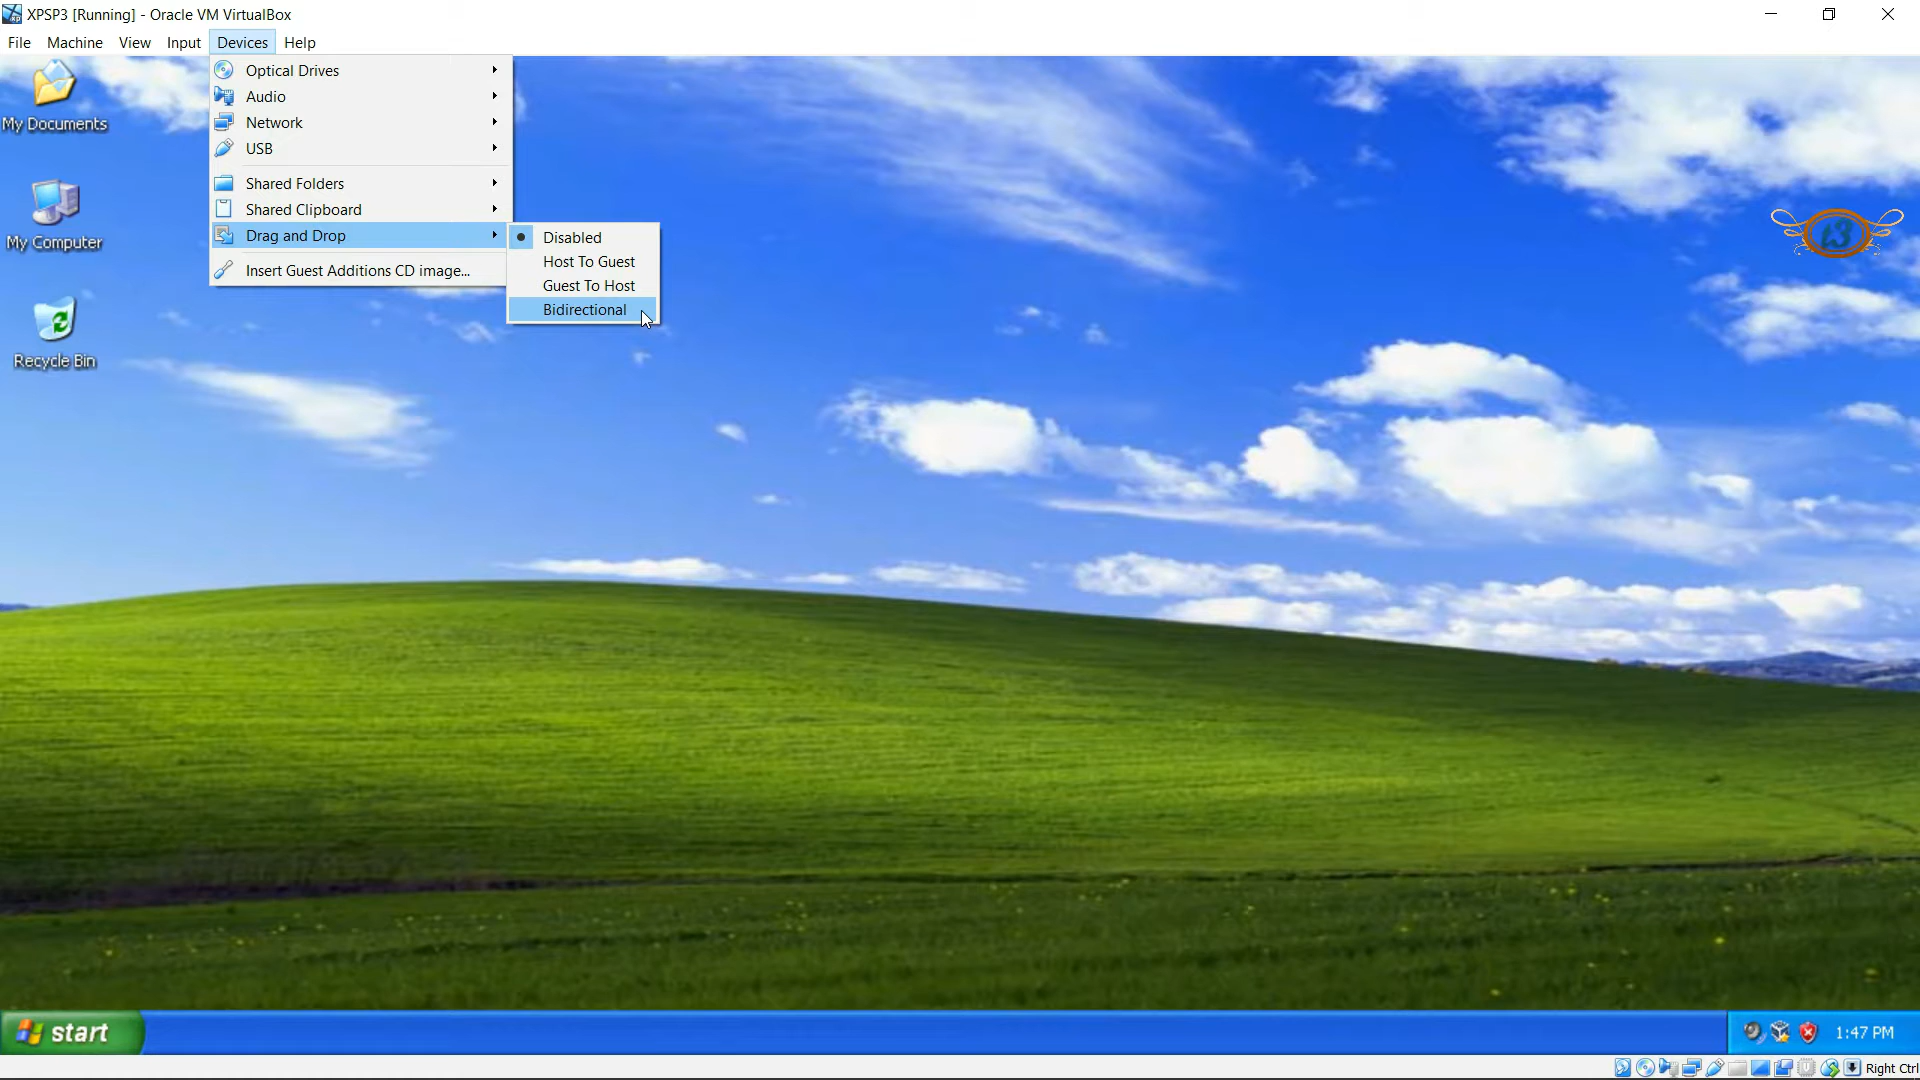 XPSP3 [Running] - Oracle VM VirtualBox
File Machine View Input Devices Help
Optical Drives
Audio
Network
USB
Shared Folders
Shared Clipboard
Drag and Drop
Insert Guest Additions CD image...
Disabled
Host To Guest
Guest To Host
Bidirectional
My Documents
My Computer
Recycle Bin
i3
start
1:47 PM
Right Ctrl